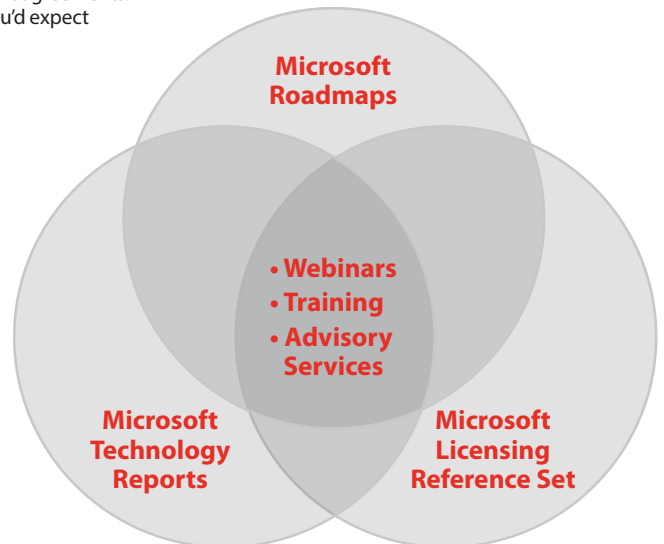 u’d expect
Microsoft
Roadmaps
• Webinars
• Training
• Advisory
Services
Microsoft
Technology
Reports
Microsoft
Licensing
Reference Set